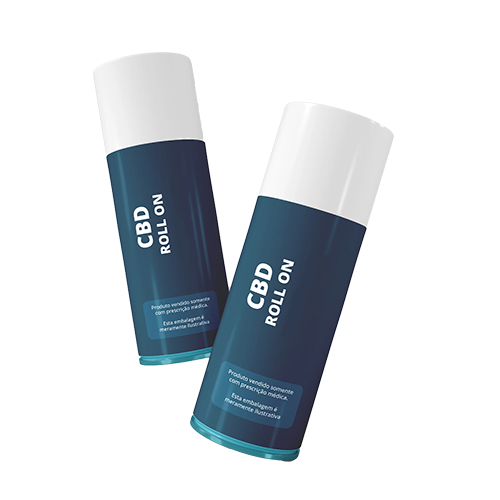 CBD
ROLL ON
Produto vendido somente
com prescrição médica.
Esta embalagem é
meramente ilustrativa
CBD
ROLL ON
Produto vendido somente
com prescrição médica.
Esta embalagem é
meramente ilustrativa